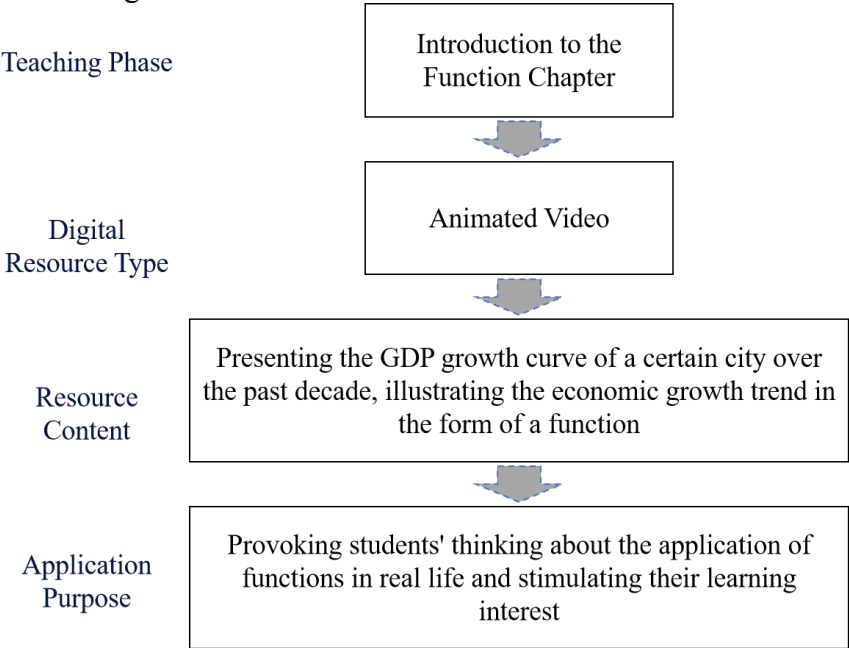 Teaching Phase
Introduction to the
Function Chapter
Digital
Resource Type
Animated Video
Resource
Content
Presenting the GDP growth curve of a certain city over
the past decade, illustrating the economic growth trend in
the form of a function
Application
Purpose
Provoking students' thinking about the application of
functions in real life and stimulating their learning
interest